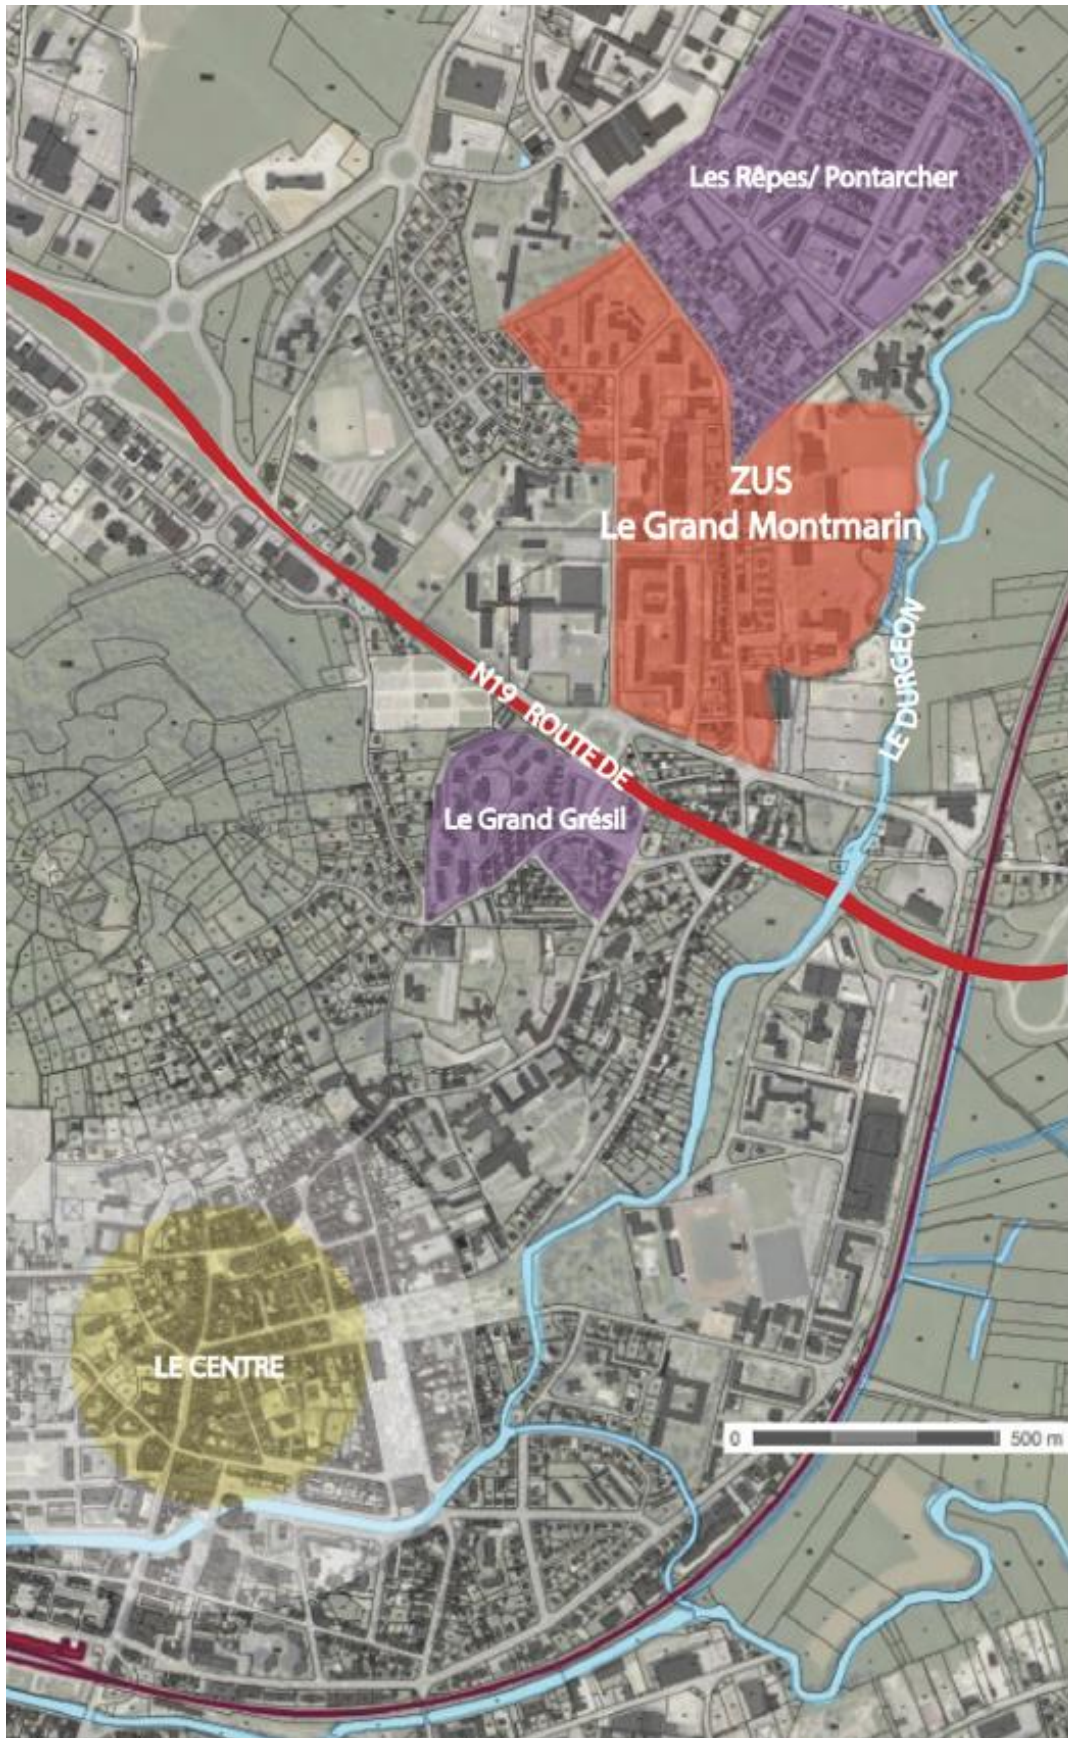 Les Rêpes/ Pontarcher
ZUS
Le Grand Montmarin
LE DURGEON
N19 ROUTE DE
Le Grand Grésil
LE CENTRE
0 500 m